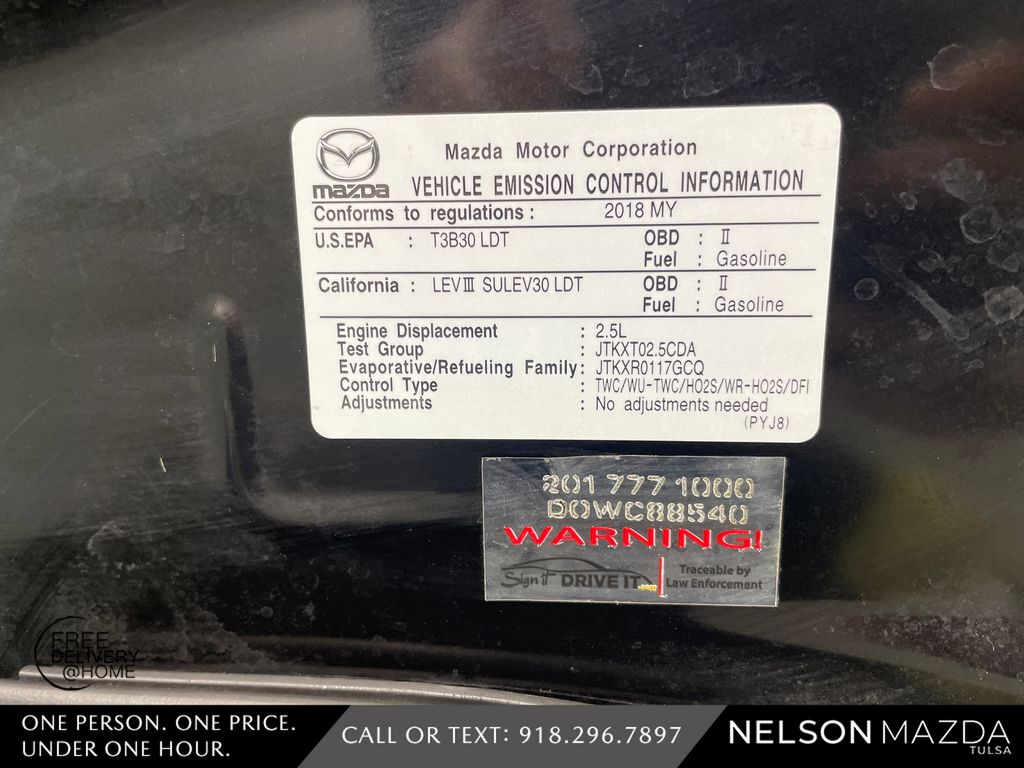 mazda
Mazda Motor Corporation
VEHICLE EMISSION CONTROL INFORMATION
Conforms to regulations : 2018 MY
U.S.EPA : T3B30 LDT OBD : Ⅱ
Fuel : Gasoline
California : LEVⅢ SULEV30 LDT OBD : Ⅱ
Fuel : Gasoline
Engine Displacement : 2.5L
Test Group : JTKXT02.5CDA
Evaporative/Refueling Family: JTKXR0117GCQ
Control Type : TWC/WU-TWC/HO2S/WR-HO2S/DFI
Adjustments : No adjustments needed
(PYJ8)
201 777 1000
DOWC88540
WARNING!
Sign it DRIVE IT.com
Traceable by
Law Enforcement
FREE
DELIVERY
@HOME
ONE PERSON. ONE PRICE.
UNDER ONE HOUR.
CALL OR TEXT: 918.296.7897
NELSON MAZDA
TULSA